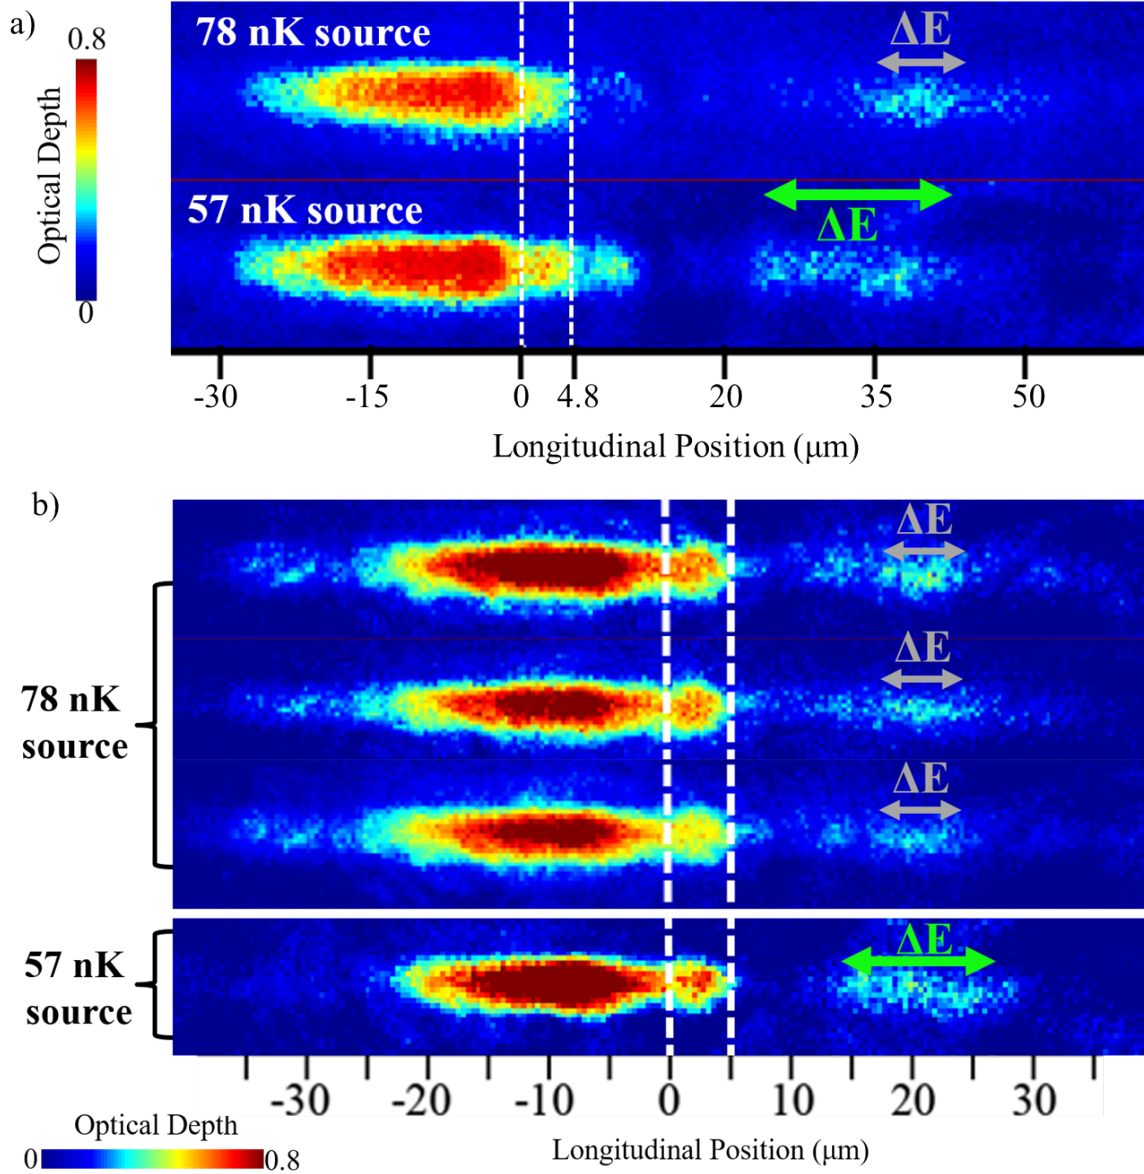 a)
0.8
Optical Depth
0
78 nK source
ΔE
57 nK source
ΔE
-30 -15 0 4.8 20 35 50
Longitudinal Position (μm)
b)
78 nK
source
ΔE
ΔE
ΔE
57 nK
source
ΔE
-30 -20 -10 0 10 20 30
Optical Depth
0 0.8
Longitudinal Position (μm)